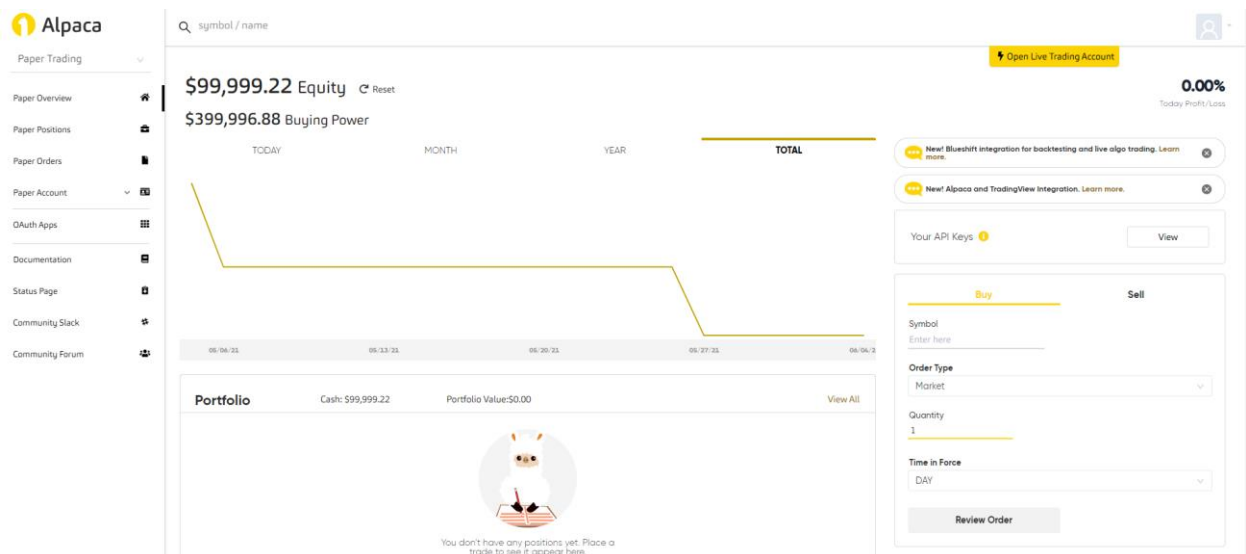 Alpaca
symbol / name
Paper Trading
Open Live Trading Account
Paper Overview
Paper Positions
Paper Orders
Paper Account
OAuth Apps
Documentation
Status Page
Community Slack
Community Forum
$99,999.22 Equity Reset
$399,996.88 Buying Power
0.00%
Today Profit/Loss
TODAY MONTH YEAR TOTAL
05/06/21 05/13/21 05/20/21 05/27/21 06/04/2
New! Blueshift integration for backtesting and live algo trading. Learn
more.
New! Alpaca and TradingView Integration. Learn more.
Your API Keys View
Buy Sell
Symbol
Enter here
Order Type
Market
Quantity
1
Time in Force
DAY
Review Order
Portfolio Cash: $99,999.22 Portfolio Value:$0.00 View All
You don't have any positions yet. Place a
trade to see it appear here.